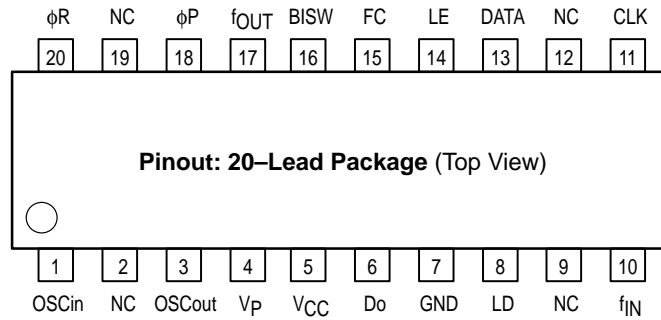 ϕR NC ϕP fOUT BISW FC LE DATA NC CLK
20 19 18 17 16 15 14 13 12 11
Pinout: 20–Lead Package (Top View)
1 2 3 4 5 6 7 8 9 10
OSCin NC OSCout VP VCC Do GND LD NC fIN